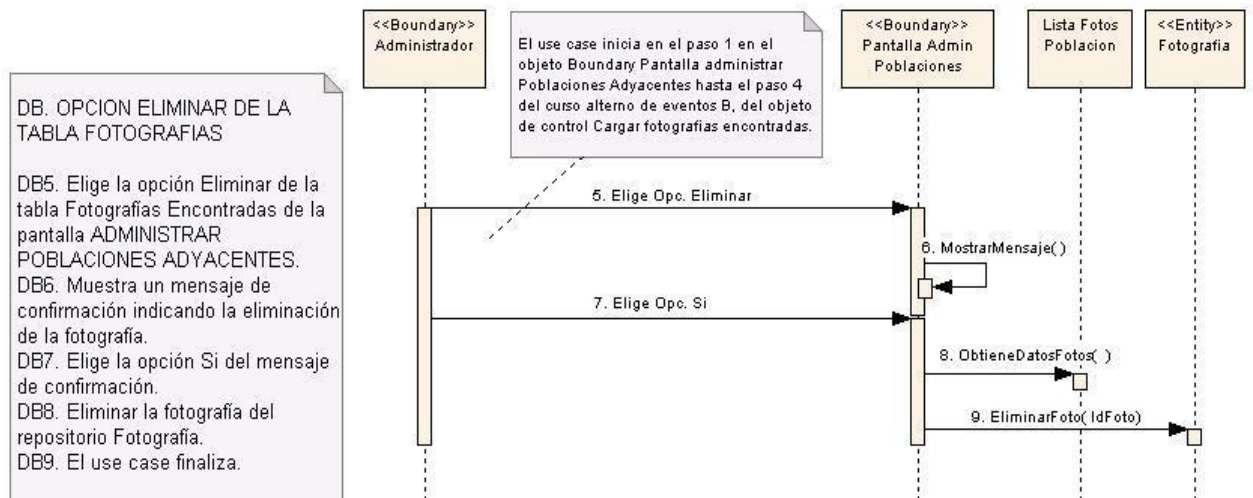 DB. OPCION ELIMINAR DE LA
TABLA FOTOGRAFIAS
DB5. Elige la opción Eliminar de la
tabla Fotografías Encontradas de la
pantalla ADMINISTRAR
POBLACIONES ADYACENTES.
DB6. Muestra un mensaje de
confirmación indicando la eliminación
de la fotografía.
DB7. Elige la opción Si del mensaje
de confirmación.
DB8. Eliminar la fotografía del
repositorio Fotografía.
DB9. El use case finaliza.
<<Boundary>>
Administrador
El use case inicia en el paso 1 en el
objeto Boundary Pantalla administrar
Poblaciones Adyacentes hasta el paso 4
del curso alterno de eventos B, del objeto
de control Cargar fotografias encontradas.
<<Boundary>>
Pantalla Admin
Poblaciones
Lista Fotos
Poblacion
<<Entity>>
Fotografia
5. Elige Opc. Eliminar
6. MostrarMensaje( )
7. Elige Opc. Si
8. ObtieneDatosFotos( )
9. EliminarFoto( IdFoto)